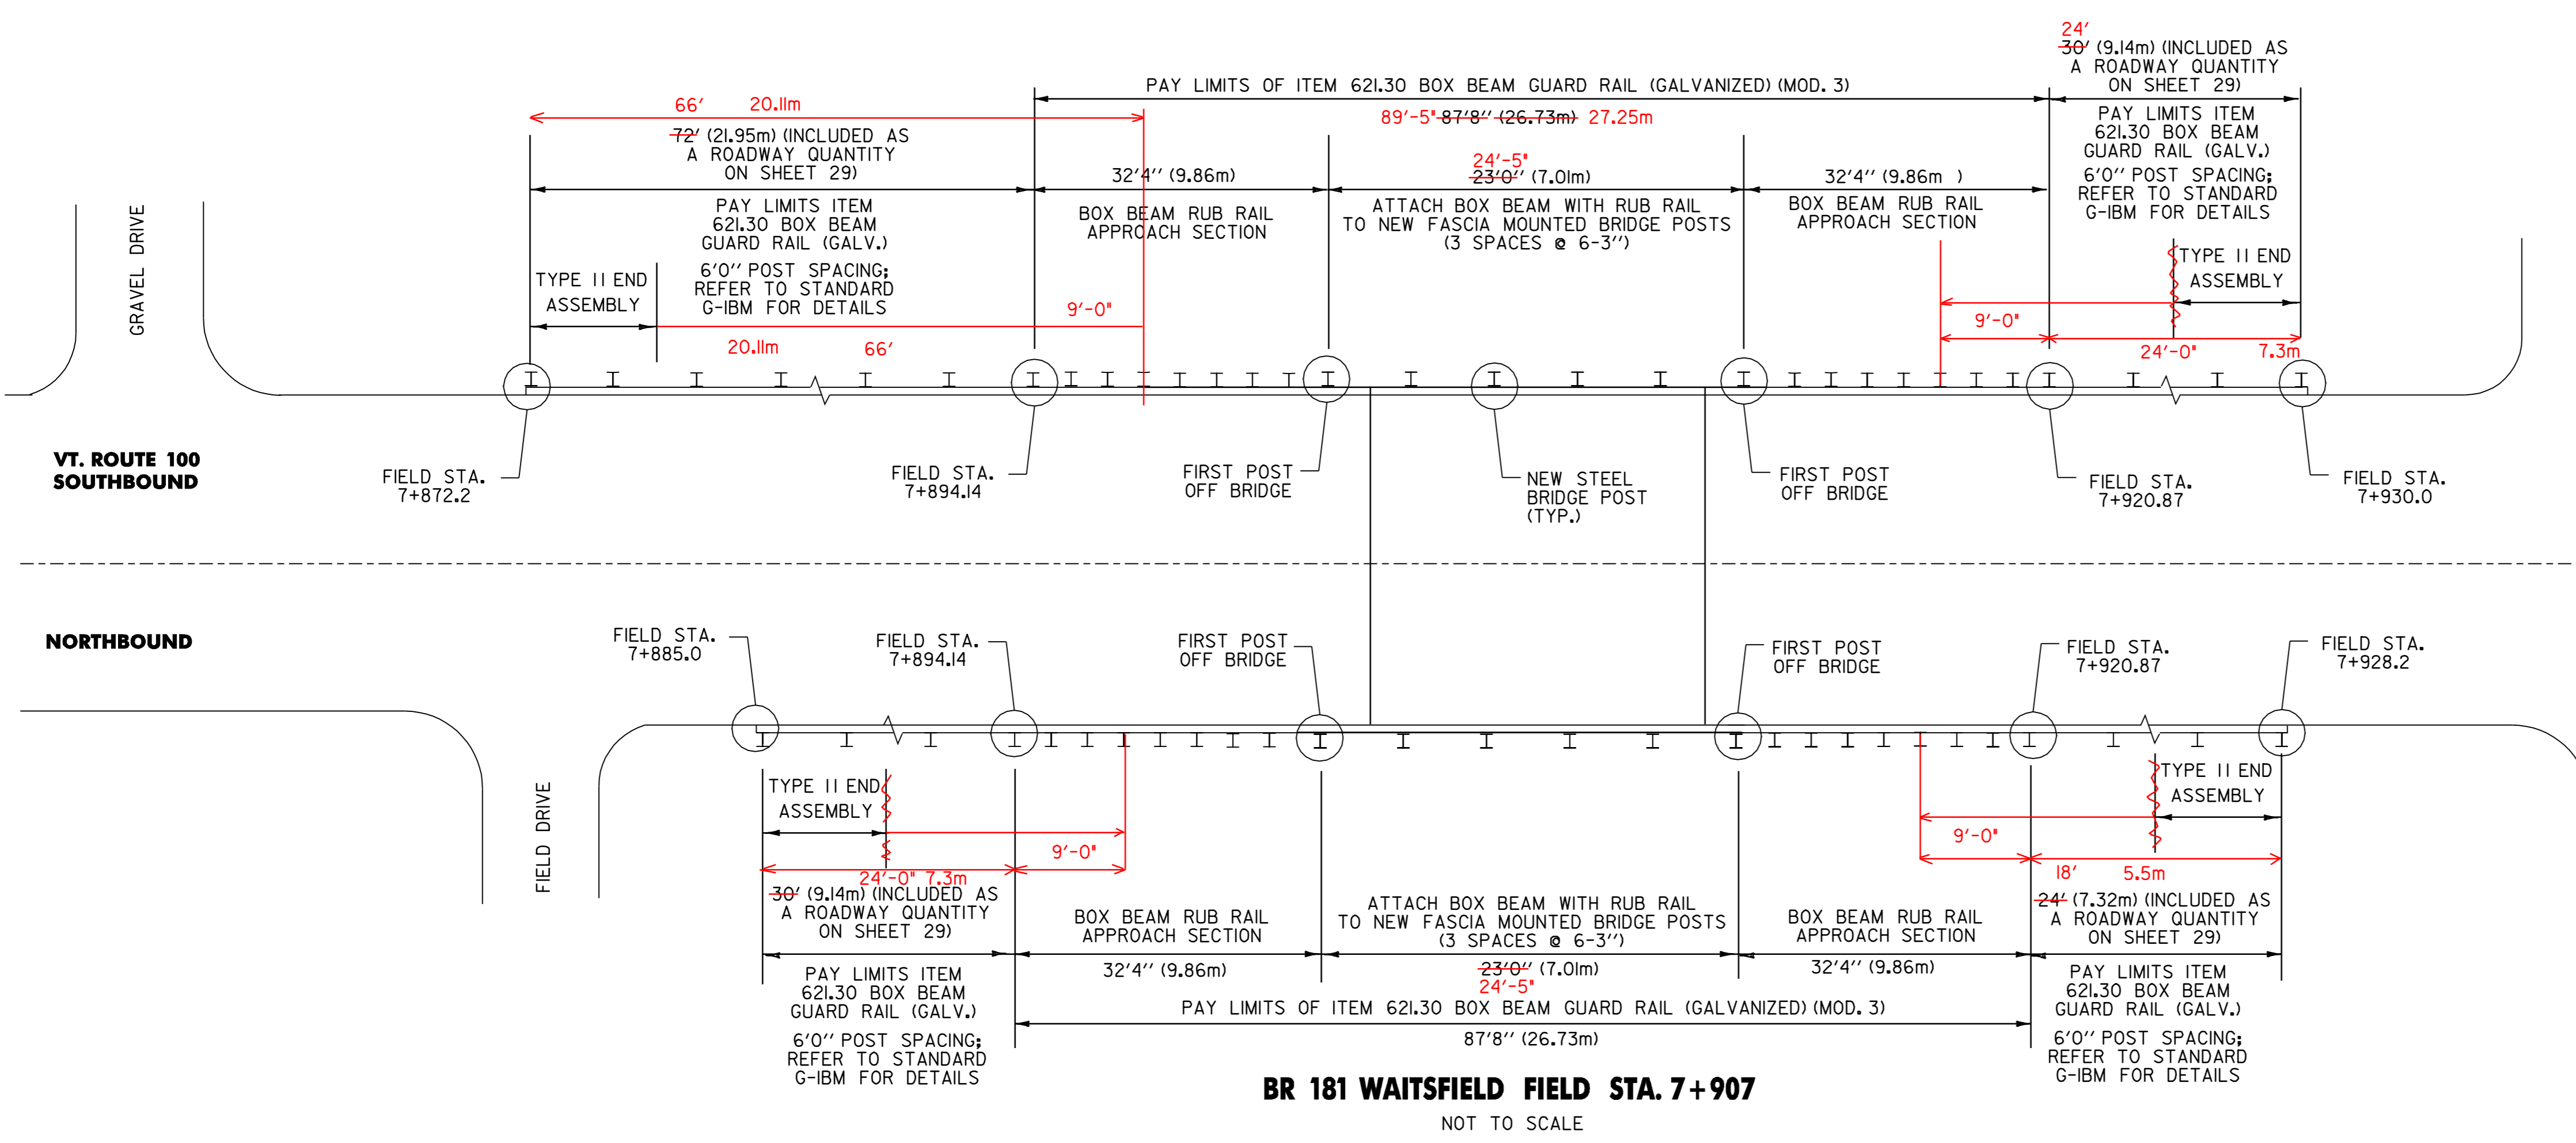 24'
30' (9.14m) (INCLUDED AS
A ROADWAY QUANTITY
ON SHEET 29)
PAY LIMITS OF ITEM 621.30 BOX BEAM GUARD RAIL (GALVANIZED) (MOD. 3)
66' 20.11m
89'-5" 87'8'' (26.73m) 27.25m
72' (21.95m) (INCLUDED AS
A ROADWAY QUANTITY
ON SHEET 29)
PAY LIMITS ITEM
621.30 BOX BEAM
GUARD RAIL (GALV.)
6'0'' POST SPACING;
REFER TO STANDARD
G-1BM FOR DETAILS
32'4'' (9.86m)
BOX BEAM RUB RAIL
APPROACH SECTION
24'-5"
23'0'' (7.01m)
ATTACH BOX BEAM WITH RUB RAIL
TO NEW FASCIA MOUNTED BRIDGE POSTS
(3 SPACES @ 6-3'')
32'4'' (9.86m )
BOX BEAM RUB RAIL
APPROACH SECTION
PAY LIMITS ITEM
621.30 BOX BEAM
GUARD RAIL (GALV.)
6'0'' POST SPACING;
REFER TO STANDARD
G-1BM FOR DETAILS
GRAVEL DRIVE
TYPE II END
ASSEMBLY
9'-0"
20.11m 66'
TYPE II END
ASSEMBLY
9'-0"
24'-0" 7.3m
VT. ROUTE 100
SOUTHBOUND
FIELD STA.
7+872.2
FIELD STA.
7+894.14
FIRST POST
OFF BRIDGE
NEW STEEL
BRIDGE POST
(TYP.)
FIRST POST
OFF BRIDGE
FIELD STA.
7+920.87
FIELD STA.
7+930.0
NORTHBOUND
FIELD STA.
7+885.0
FIELD STA.
7+894.14
FIRST POST
OFF BRIDGE
FIRST POST
OFF BRIDGE
FIELD STA.
7+920.87
FIELD STA.
7+928.2
FIELD DRIVE
TYPE II END
ASSEMBLY
9'-0"
24'-0" 7.3m
30' (9.14m) (INCLUDED AS
A ROADWAY QUANTITY
ON SHEET 29)
PAY LIMITS ITEM
621.30 BOX BEAM
GUARD RAIL (GALV.)
6'0'' POST SPACING;
REFER TO STANDARD
G-1BM FOR DETAILS
BOX BEAM RUB RAIL
APPROACH SECTION
32'4'' (9.86m)
ATTACH BOX BEAM WITH RUB RAIL
TO NEW FASCIA MOUNTED BRIDGE POSTS
(3 SPACES @ 6-3'')
23'0'' (7.01m)
24'-5"
BOX BEAM RUB RAIL
APPROACH SECTION
32'4'' (9.86m)
TYPE II END
ASSEMBLY
9'-0"
18' 5.5m
24' (7.32m) (INCLUDED AS
A ROADWAY QUANTITY
ON SHEET 29)
PAY LIMITS ITEM
621.30 BOX BEAM
GUARD RAIL (GALV.)
6'0'' POST SPACING;
REFER TO STANDARD
G-1BM FOR DETAILS
PAY LIMITS OF ITEM 621.30 BOX BEAM GUARD RAIL (GALVANIZED) (MOD. 3)
87'8'' (26.73m)
BR 181 WAITSFIELD FIELD STA. 7+907
NOT TO SCALE